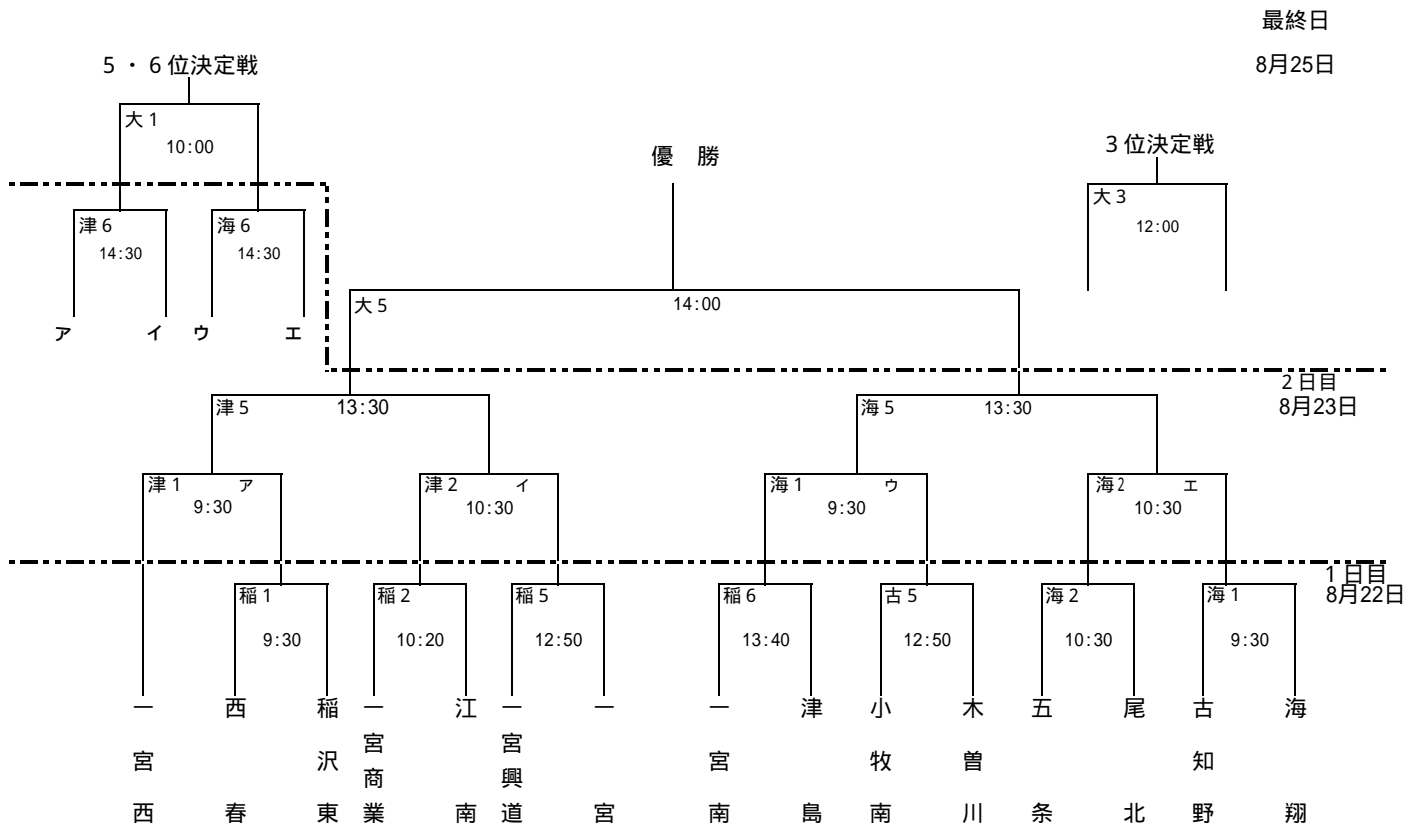 最終日
8月25日
5・6位決定戦
大1
10:00
優 勝
3位決定戦
大3
12:00
津6
14:30
海6
14:30
ア イ ウ エ
大5
14:00
2日目
8月23日
津5
13:30
海5
13:30
津1 ア
9:30
津2 イ
10:30
海1 ウ
9:30
海2 エ
10:30
1日目
8月22日
稲1
9:30
稲2
10:20
稲5
12:50
稲6
13:40
古5
12:50
海2
10:30
海1
9:30
一宮西
西春
稲沢東
一宮商業
江南
一宮興道
一宮
一宮南
津島
小牧南
木曽川
五条
尾北
古知野
海翔